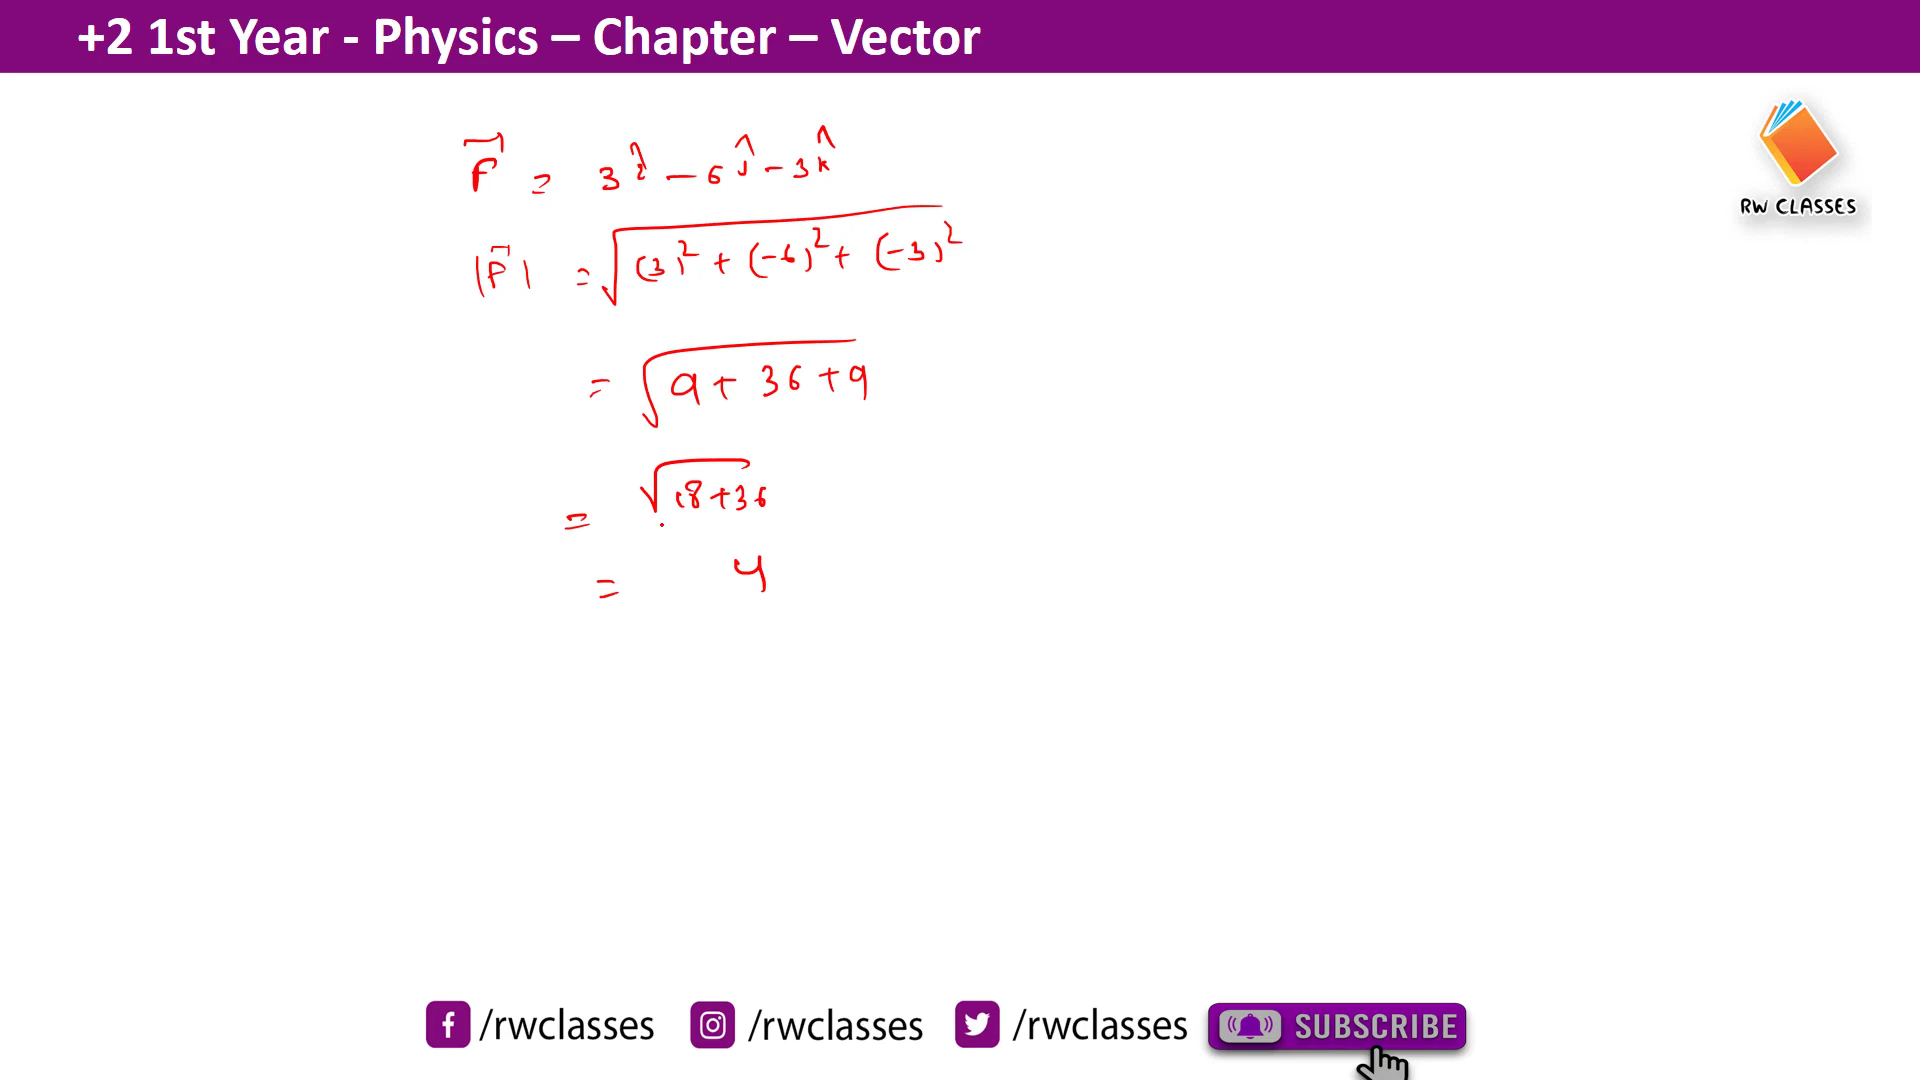 +2 1st Year - Physics – Chapter – Vector
RW CLASSES
F⃗ = 3î − 6ĵ − 3k̂
|F⃗| = √((3)² + (−6)² + (−3)²)
= √(9 + 36 + 9)
= √(18+36)
= 4
/rwclasses /rwclasses /rwclasses SUBSCRIBE